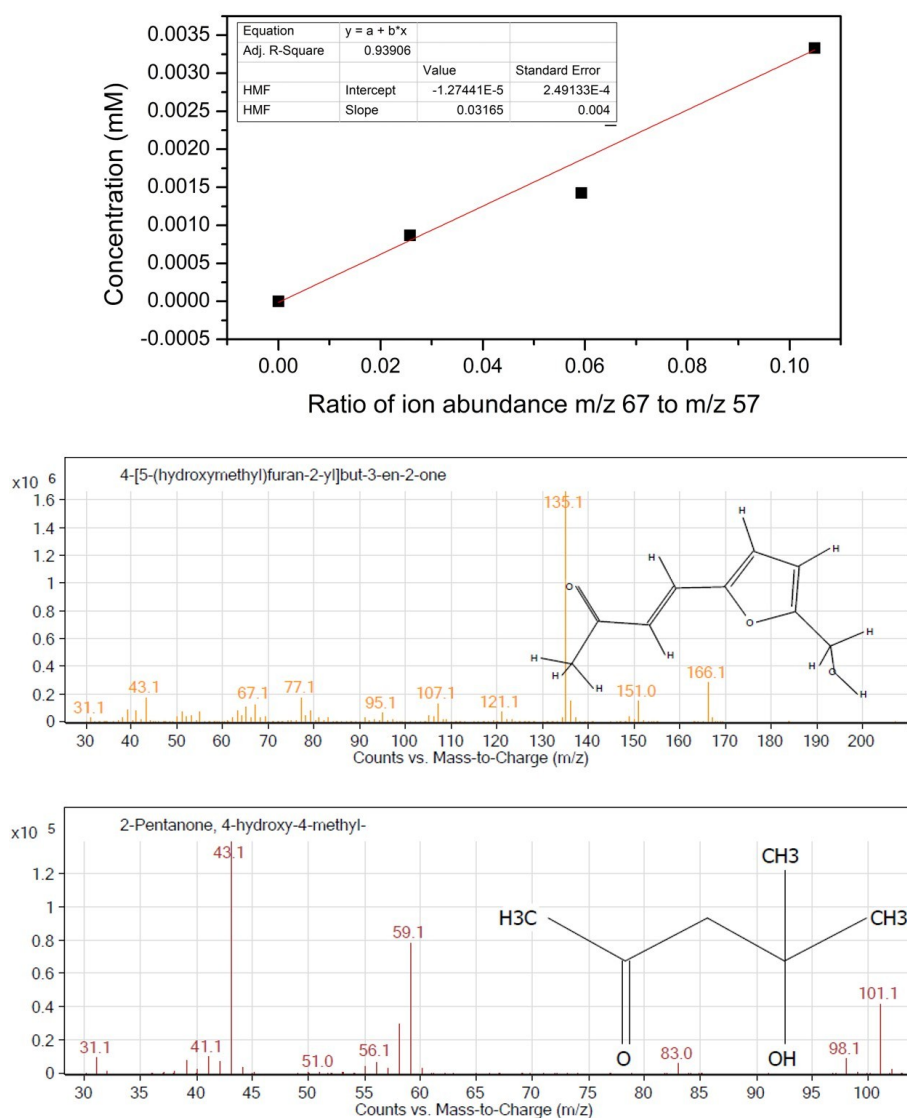 Equation y = a + b*x
Adj. R-Square 0.93906
Value Standard Error
HMF Intercept -1.27441E-5 2.49133E-4
HMF Slope 0.03165 0.004
0.0035
0.0030
0.0025
0.0020
0.0015
0.0010
0.0005
0.0000
-0.0005
Concentration (mM)
0.00 0.02 0.04 0.06 0.08 0.10
Ratio of ion abundance m/z 67 to m/z 57
x10 6
4-[5-(hydroxymethyl)furan-2-yl]but-3-en-2-one
1.6
1.4
1.2
1
0.8
0.6
0.4
0.2
0
135.1
31.1 43.1 67.1 77.1 95.1 107.1 121.1 151.0 166.1
H H H O H O H H H H H O H
30 40 50 60 70 80 90 100 110 120 130 140 150 160 170 180 190 200
Counts vs. Mass-to-Charge (m/z)
x10 5
2-Pentanone, 4-hydroxy-4-methyl-
1.2
1
0.8
0.6
0.4
0.2
0
43.1
59.1
31.1 41.1 51.0 56.1 83.0 98.1 101.1
CH3
H3C CH3
O OH
30 35 40 45 50 55 60 65 70 75 80 85 90 95 100
Counts vs. Mass-to-Charge (m/z)